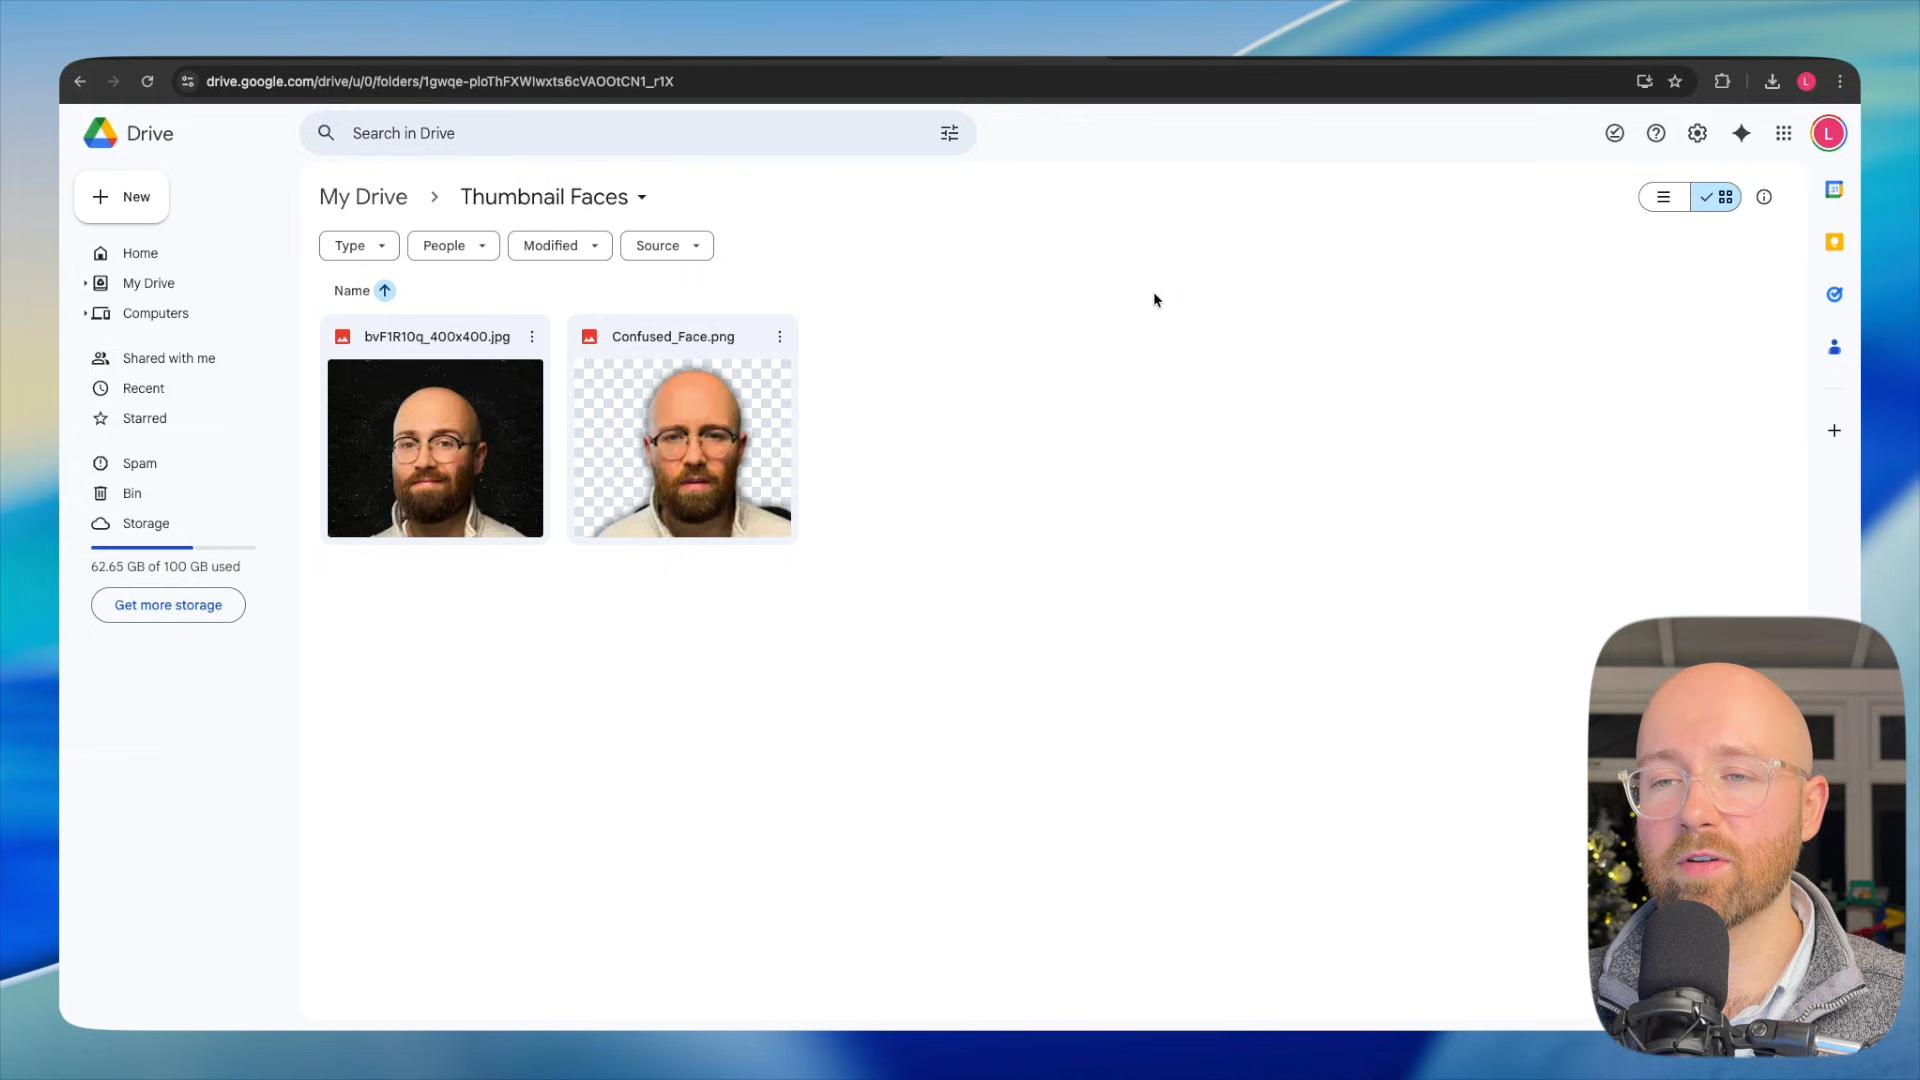 drive.google.com/drive/u/0/folders/1gwqe-ploThFXWlwxts6cVAOOtCN1_r1X
L
Drive
Search in Drive
L
New
My Drive
Thumbnail Faces
31
Type
People
Modified
Source
Home
My Drive
Computers
Name
bvF1R10q_400x400.jpg
Confused_Face.png
Shared with me
Recent
Starred
Spam
Bin
Storage
62.65 GB of 100 GB used
Get more storage